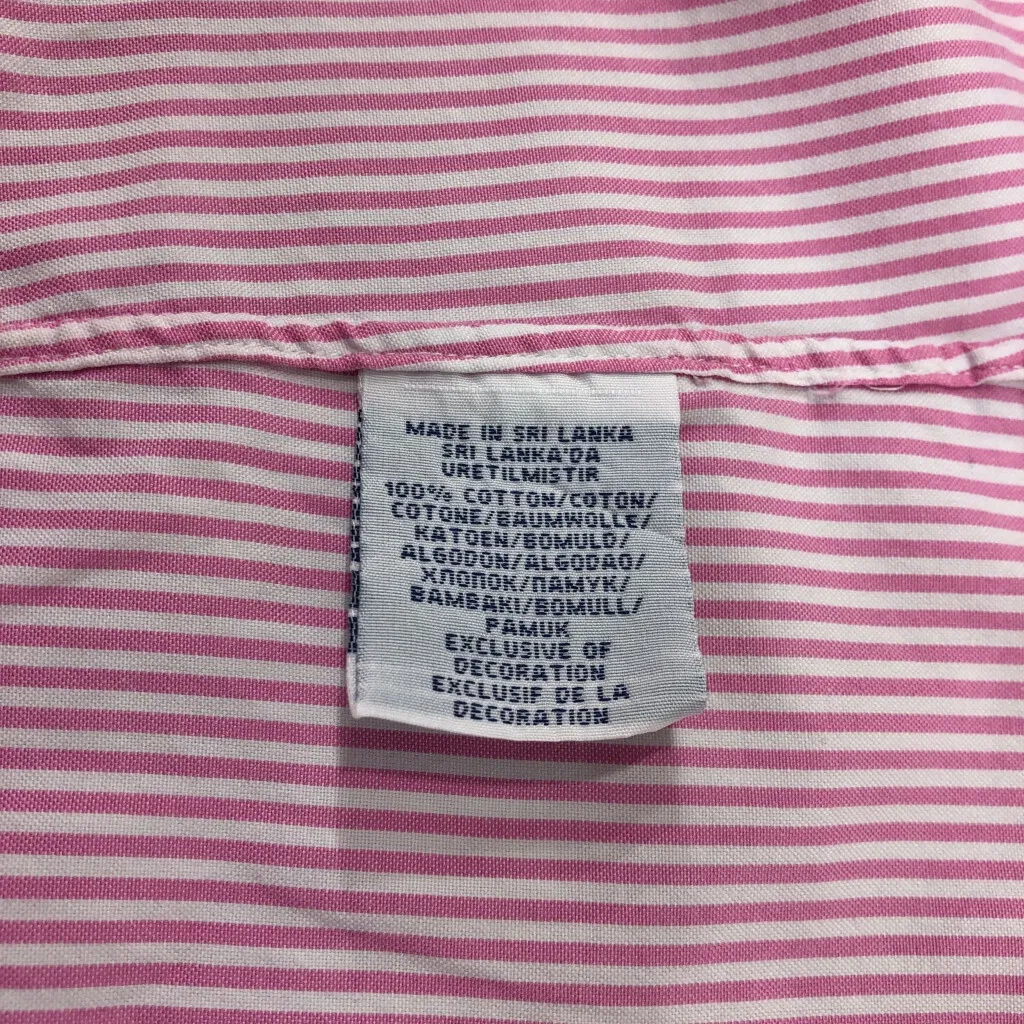 MADE IN SRI LANKA
SRI LANKA'DA
URETILMISTIR
100% COTTON/COTON/
COTONE/BAUMWOLLE/
KATOEN/BOMULD/
ALGODON/ALGODAO/
ХЛОПОК/ПАМУК/
BAMBAKI/BOMULL/
PAMUK
EXCLUSIVE OF
DECORATION
EXCLUSIF DE LA
DECORATION